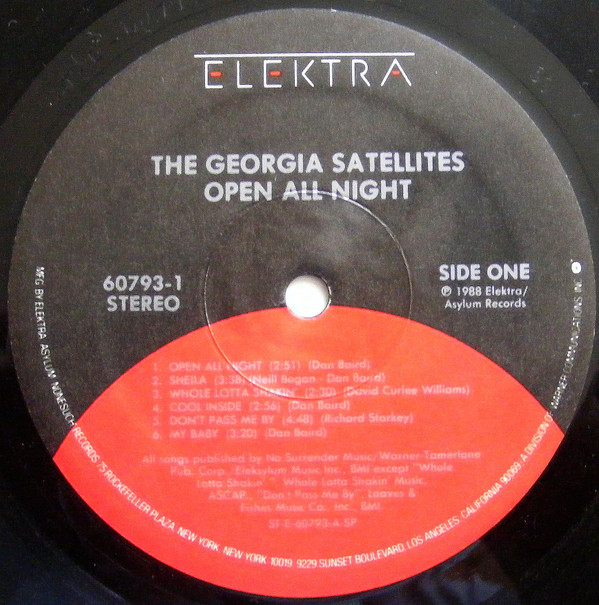 ELEKTRA
THE GEORGIA SATELLITES
OPEN ALL NIGHT
60793-1
STEREO
SIDE ONE
℗ 1988 Elektra/
Asylum Records
1. OPEN ALL NIGHT (2:51) (Dan Baird)
2. SHEILA (3:38) (Neill Bogan - Dan Baird)
3. WHOLE LOTTA SHAKIN' (2:30) (David Curlee Williams)
4. COOL INSIDE (2:56) (Dan Baird)
5. DON'T PASS ME BY (4:48) (Richard Starkey)
6. MY BABY (3:20) (Dan Baird)
All songs published by No Surrender Music/Warner-Tamerlane
Pub. Corp., Eleksylum Music Inc., BMI except "Whole
Lotta Shakin'" Whole Lotta Shakin' Music,
ASCAP, "Don't Pass Me By"
Music Co., Inc., BMI
ST-E-60793-A-SP
MFG. BY ELEKTRA ASYLUM NONESUCH RECORDS, 75 ROCKEFELLER PLAZA, NEW YORK, NEW YORK 10019 9229 SUNSET BOULEVARD, LOS ANGELES, CALIFORNIA 90069. A DIVISION OF WARNER COMMUNICATIONS INC.